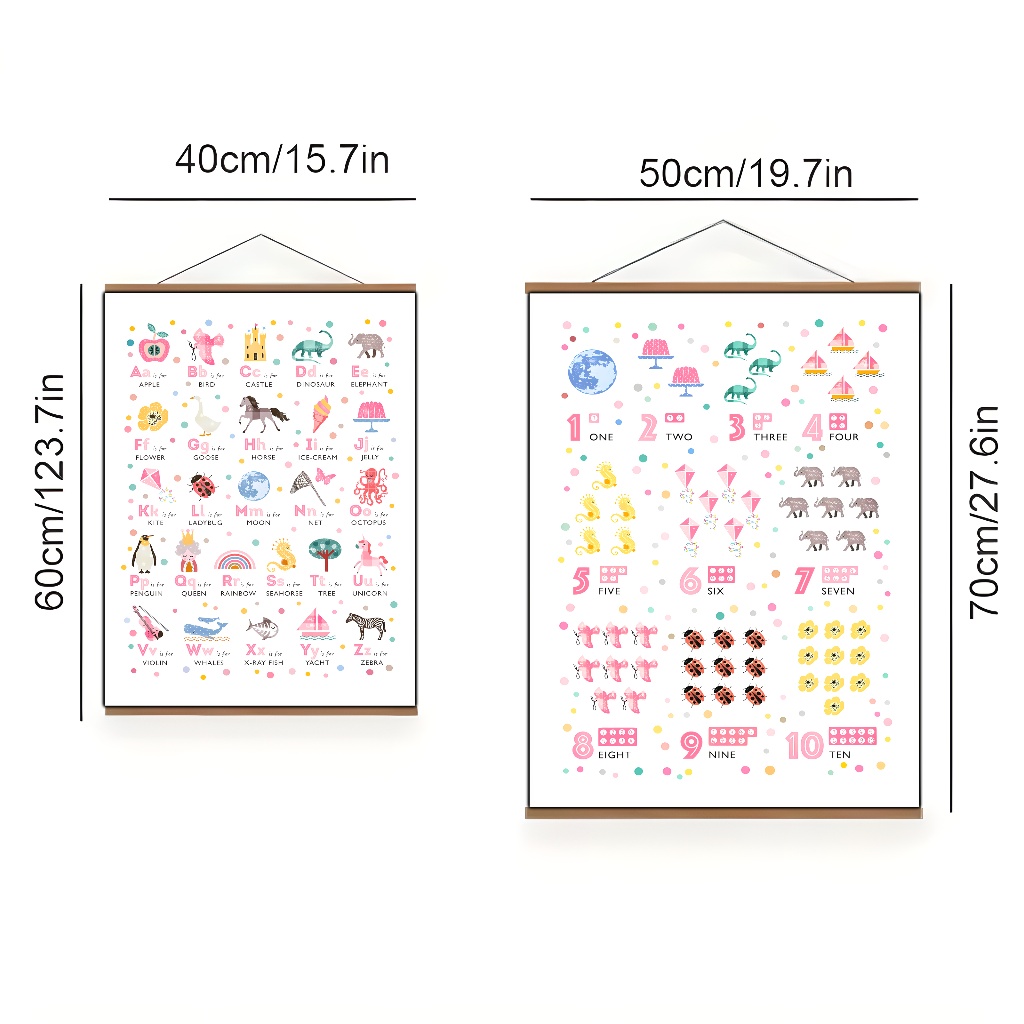 40cm/15.7in
50cm/19.7in
60cm/123.7in
70cm/27.6in
Aa is for Bb is for Cc is for Dd is for Ee is for
APPLE BIRD CASTLE DINOSAUR ELEPHANT
Ff is for Gg is for Hh is for Ii is for Jj is for
FLOWER GOOSE HORSE ICE-CREAM JELLY
Kk is for Ll is for Mm is for Nn is for Oo is for
KITE LADYBUG MOON NET OCTOPUS
Pp is for Qq is for Rr is for Ss is for Tt is for Uu is for
PENGUIN QUEEN RAINBOW SEAHORSE TREE UNICORN
Vv is for Ww is for Xx is for Yy is for Zz is for
VIOLIN WHALES X-RAY FISH YACHT ZEBRA
1 ONE 2 TWO 3 THREE 4 FOUR
5 FIVE 6 SIX 7 SEVEN
8 EIGHT 9 NINE 10 TEN